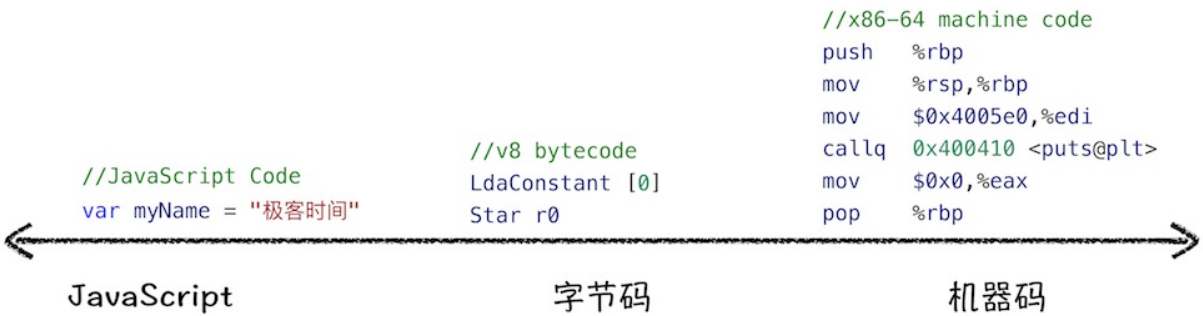 //JavaScript Code
var myName = "极客时间"
//v8 bytecode
LdaConstant [0]
Star r0
//x86-64 machine code
push %rbp
mov %rsp,%rbp
mov $0x4005e0,%edi
callq 0x400410 <puts@plt>
mov $0x0,%eax
pop %rbp
JavaScript
字节码
机器码